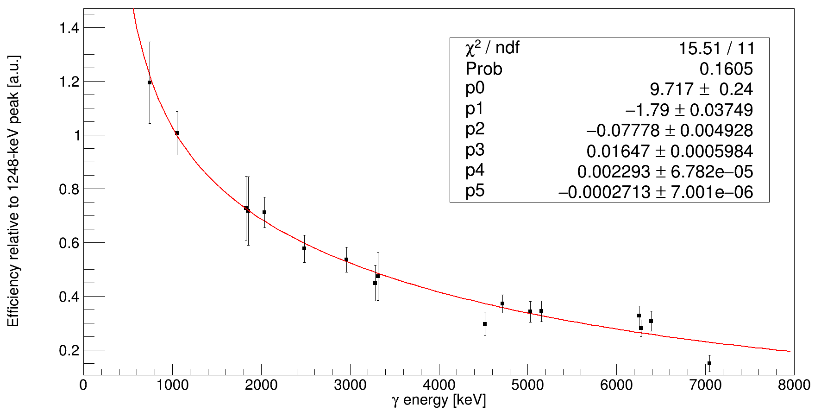 Efficiency relative to 1248-keV peak [a.u.]
1.4
1.2
1
0.8
0.6
0.4
0.2
χ² / ndf 15.51 / 11
Prob 0.1605
p0 9.717 ± 0.24
p1 −1.79 ± 0.03749
p2 −0.07778 ± 0.004928
p3 0.01647 ± 0.0005984
p4 0.002293 ± 6.782e−05
p5 −0.0002713 ± 7.001e−06
0 1000 2000 3000 4000 5000 6000 7000 8000
γ energy [keV]